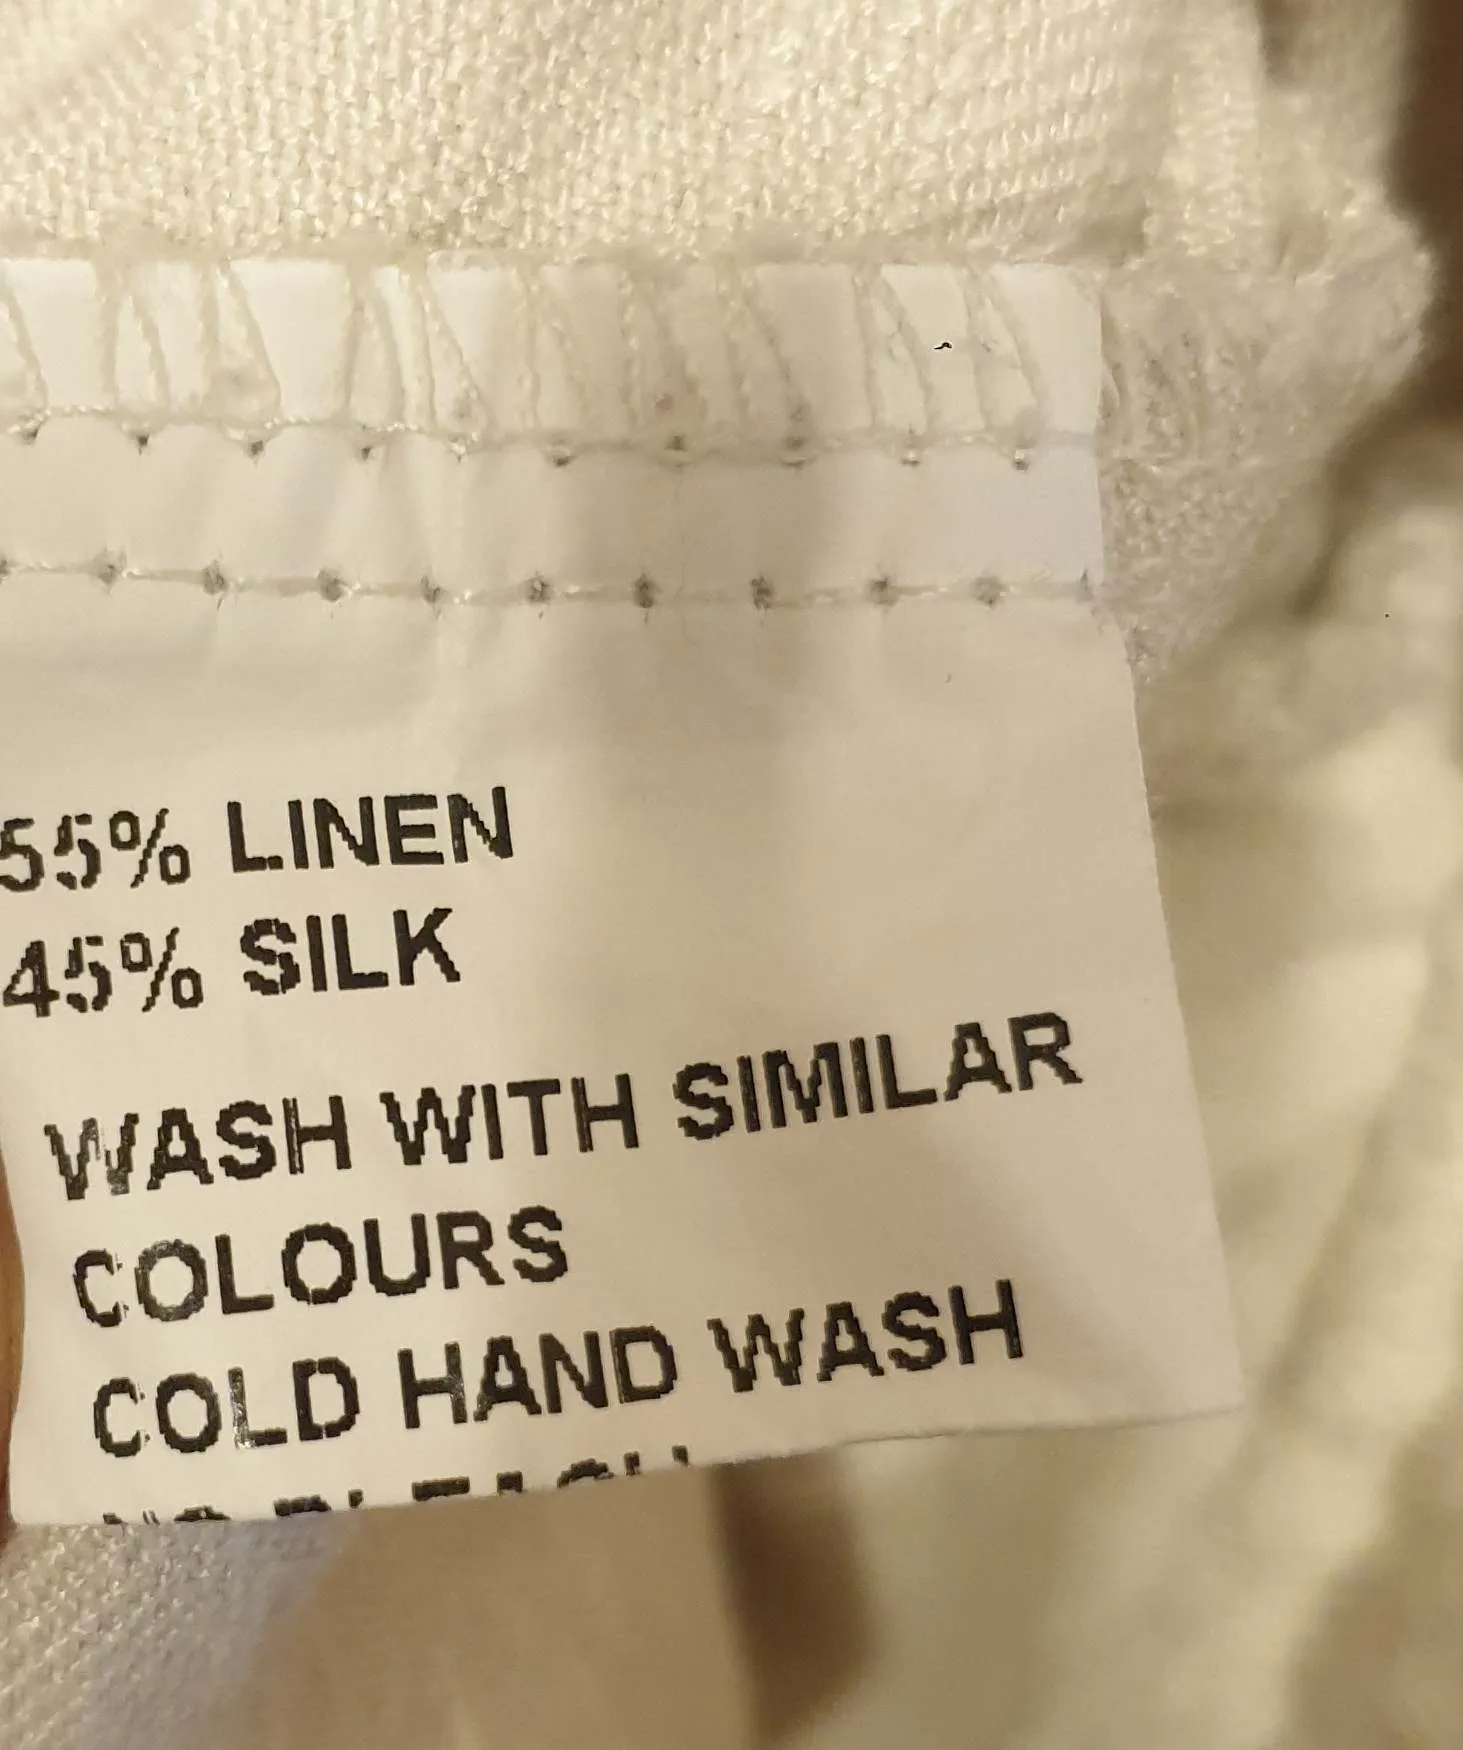 55% LINEN
45% SILK
WASH WITH SIMILAR
COLOURS
COLD HAND WASH